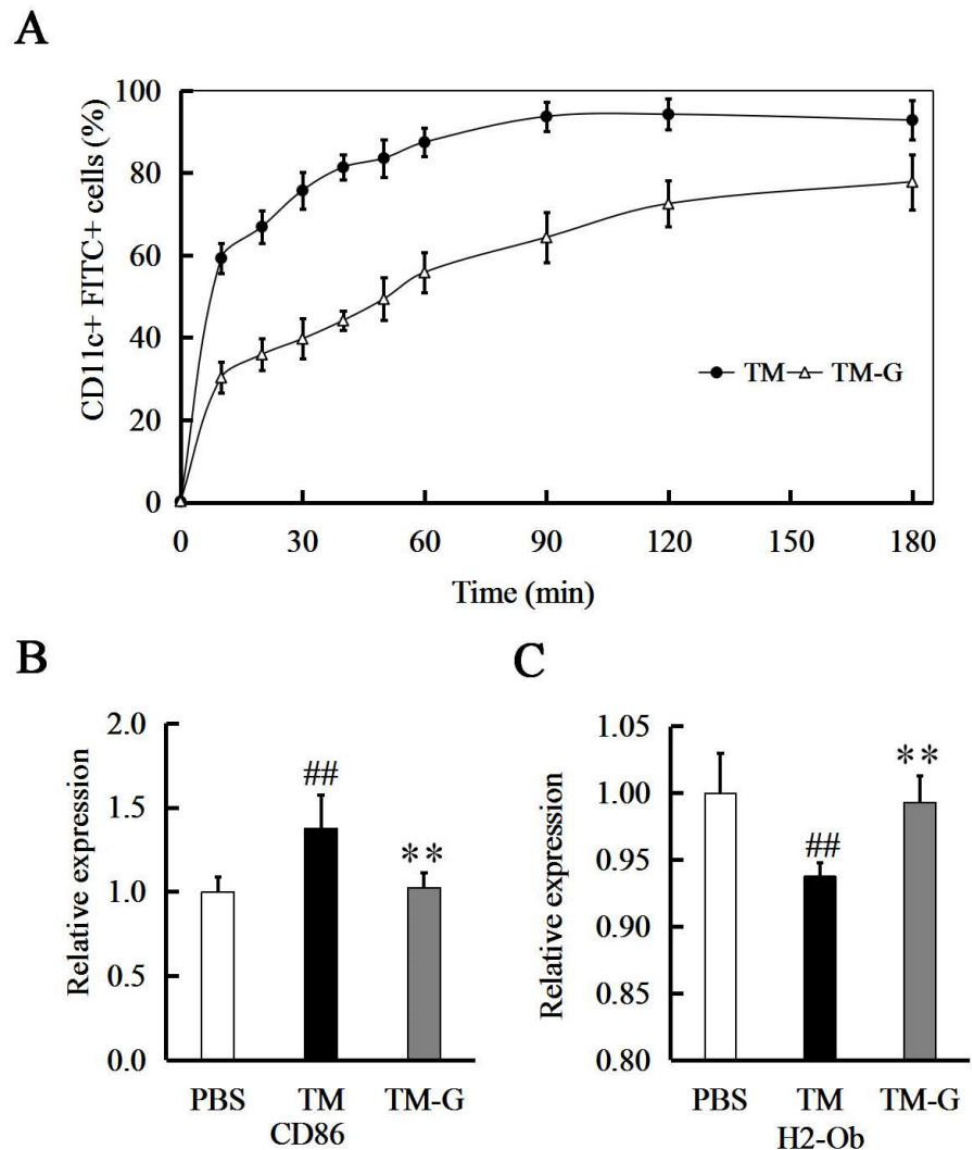 A
CD11c+ FITC+ cells (%)
100
80
60
40
20
0
0 30 60 90 120 150 180
Time (min)
TM TM-G
B
Relative expression
2.0
1.5
1.0
0.5
0.0
##
**
PBS TM TM-G
CD86
C
Relative expression
1.05
1.00
0.95
0.90
0.85
0.80
##
**
PBS TM TM-G
H2-Ob